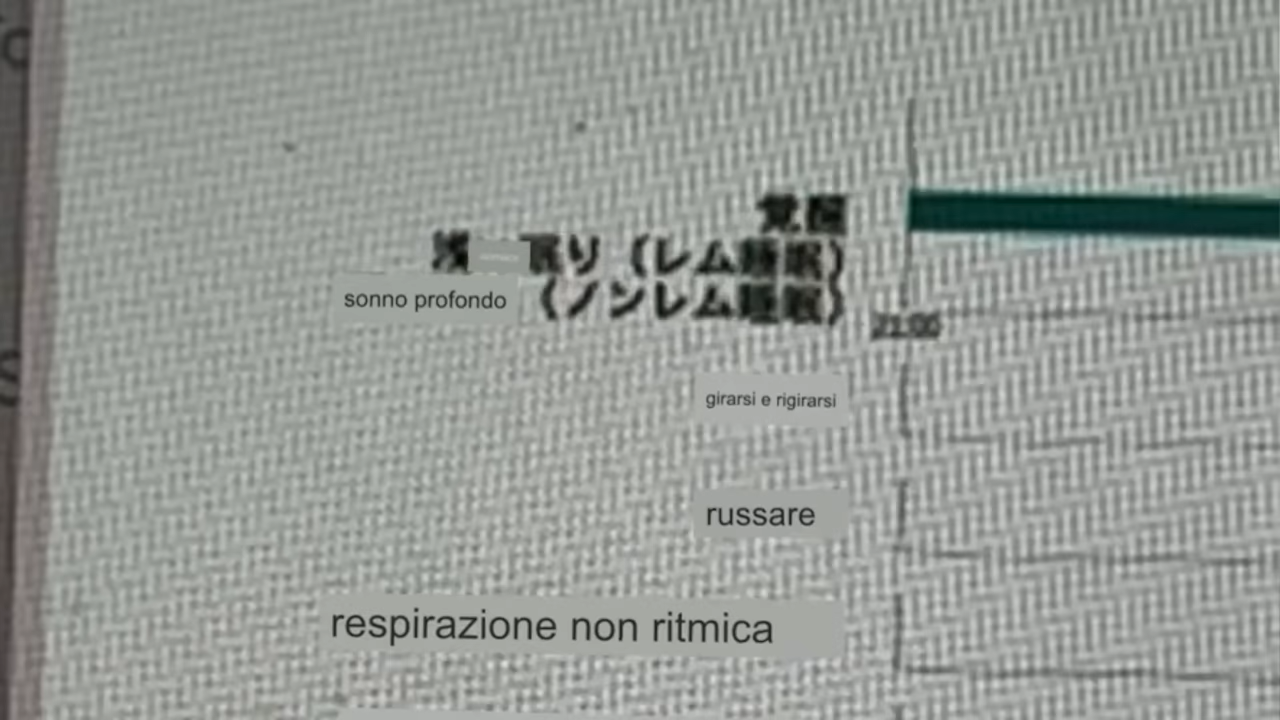 覚醒
浅 眠り（レム睡眠）
sonno profondo （ノンレム睡眠）
21:00
girarsi e rigirarsi
russare
respirazione non ritmica